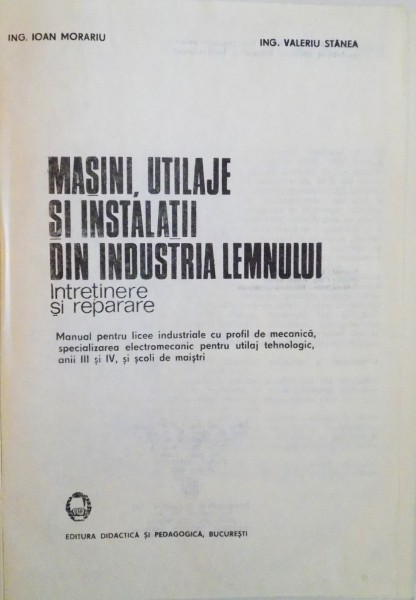 ING. IOAN MORARIU
ING. VALERIU STĂNEA
MAȘINI, UTILAJE
ȘI INSTALAȚII
DIN INDUSTRIA LEMNULUI
Întreținere
și reparare
Manual pentru licee industriale cu profil de mecanică,
specializarea electromecanic pentru utilaj tehnologic,
anii III și IV, și școli de maiștri
EDITURA DIDACTICĂ ȘI PEDAGOGICĂ, BUCUREȘTI